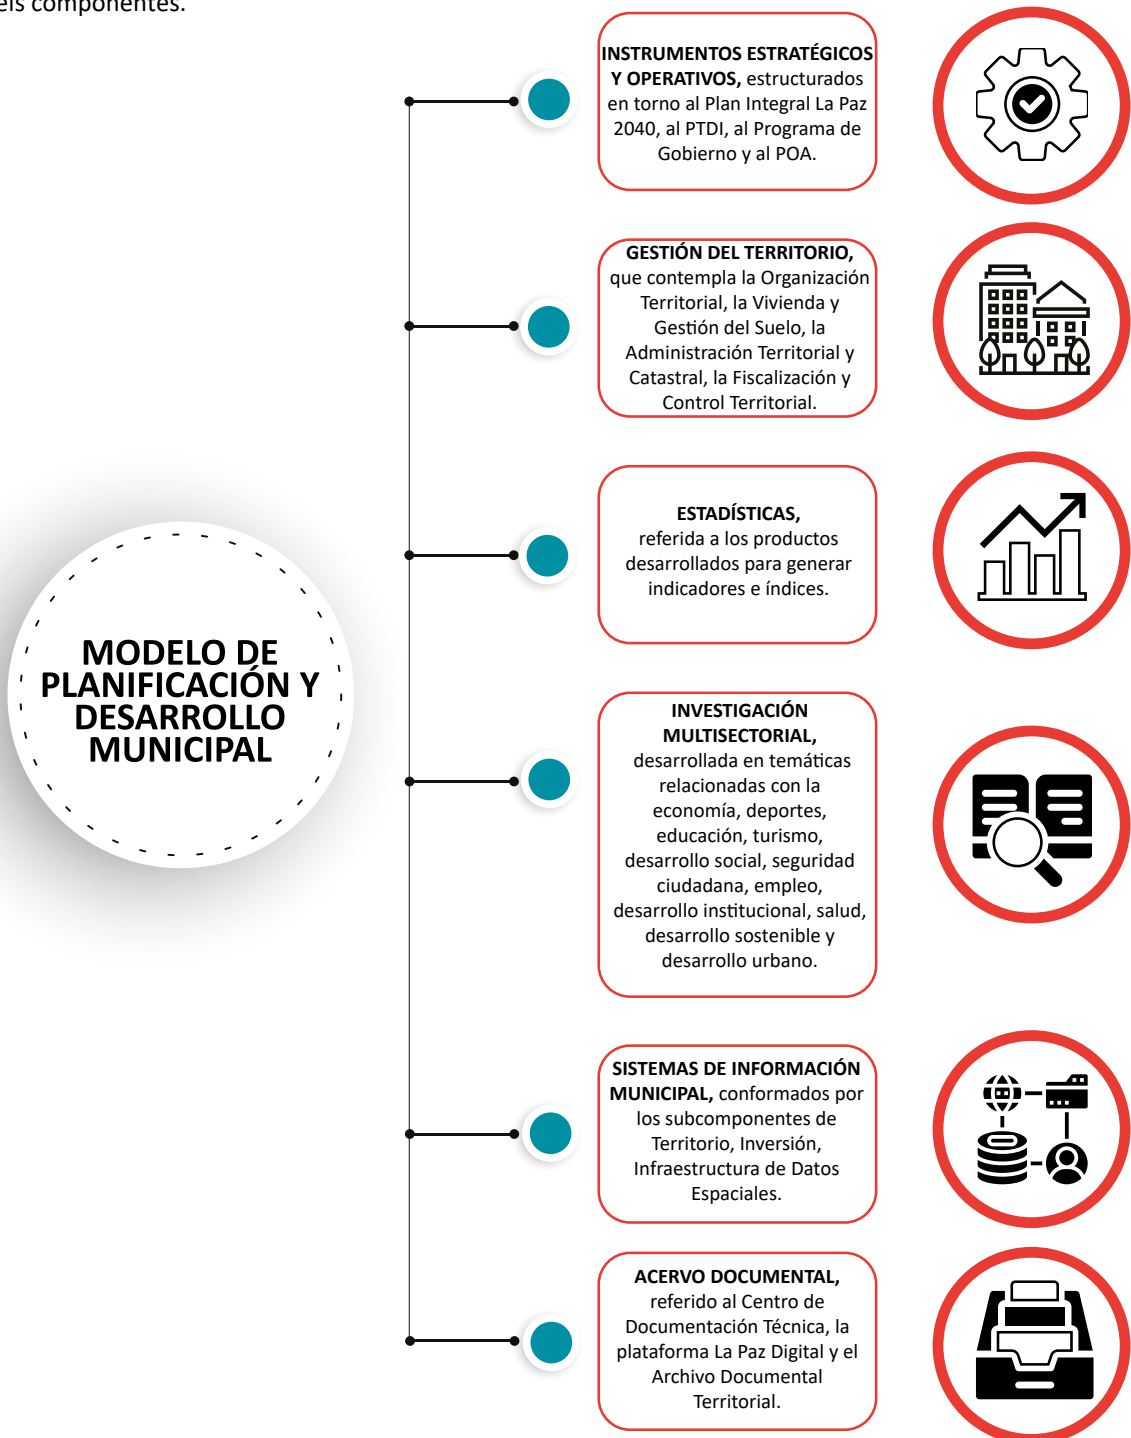 eis componentes.
INSTRUMENTOS ESTRATÉGICOS
Y OPERATIVOS, estructurados
en torno al Plan Integral La Paz
2040, al PTDI, al Programa de
Gobierno y al POA.
GESTIÓN DEL TERRITORIO,
que contempla la Organización
Territorial, la Vivienda y
Gestión del Suelo, la
Administración Territorial y
Catastral, la Fiscalización y
Control Territorial.
ESTADÍSTICAS,
referida a los productos
desarrollados para generar
indicadores e índices.
MODELO DE
PLANIFICACIÓN Y
DESARROLLO
MUNICIPAL
INVESTIGACIÓN
MULTISECTORIAL,
desarrollada en temáticas
relacionadas con la
economía, deportes,
educación, turismo,
desarrollo social, seguridad
ciudadana, empleo,
desarrollo institucional, salud,
desarrollo sostenible y
desarrollo urbano.
SISTEMAS DE INFORMACIÓN
MUNICIPAL, conformados por
los subcomponentes de
Territorio, Inversión,
Infraestructura de Datos
Espaciales.
ACERVO DOCUMENTAL,
referido al Centro de
Documentación Técnica, la
plataforma La Paz Digital y el
Archivo Documental
Territorial.